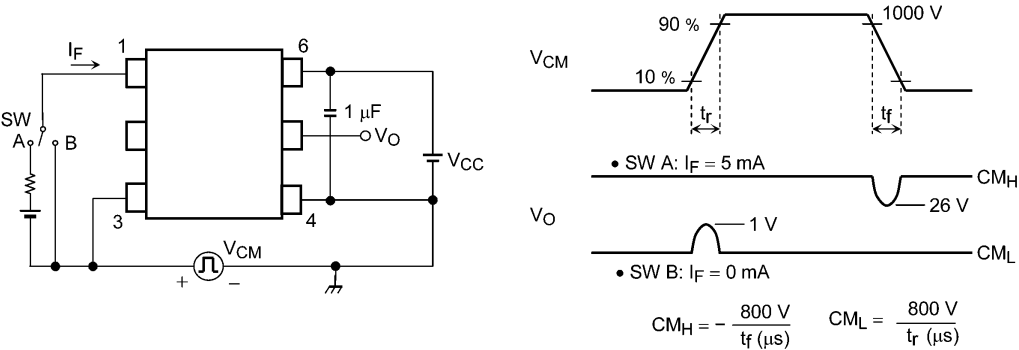 I_F
1
6
SW
A
B
1 μF
V_O
V_CC
3
4
V_CM
+
−
V_CM
90 %
10 %
1000 V
t_r
t_f
• SW A: I_F = 5 mA
CM_H
26 V
V_O
1 V
CM_L
• SW B: I_F = 0 mA
CM_H = − 800 V / t_f (μs)
CM_L = 800 V / t_r (μs)